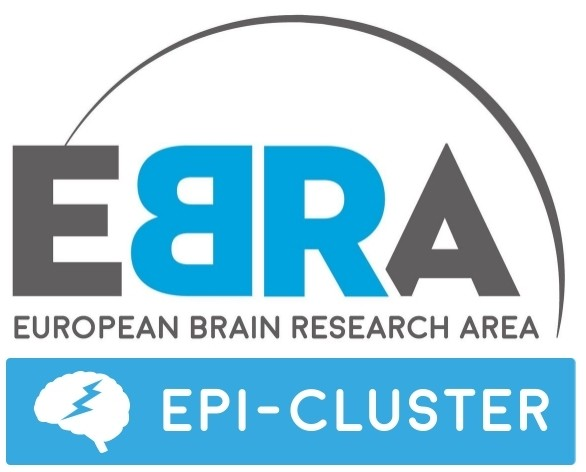 EBRA
EUROPEAN BRAIN RESEARCH AREA
EPI-CLUSTER